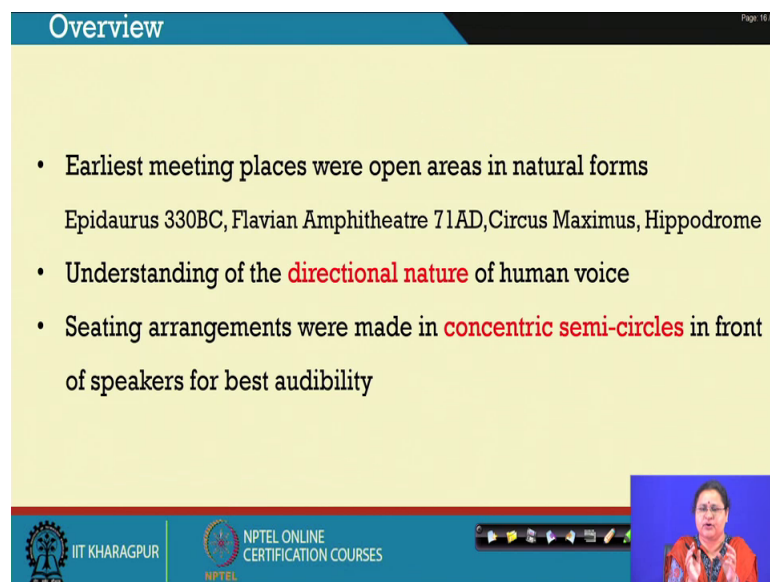 Overview
Page: 16 /
• Earliest meeting places were open areas in natural forms
Epidaurus 330BC, Flavian Amphitheatre 71AD,Circus Maximus, Hippodrome
• Understanding of the directional nature of human voice
• Seating arrangements were made in concentric semi-circles in front
of speakers for best audibility
IIT KHARAGPUR
NPTEL
NPTEL ONLINE
CERTIFICATION COURSES